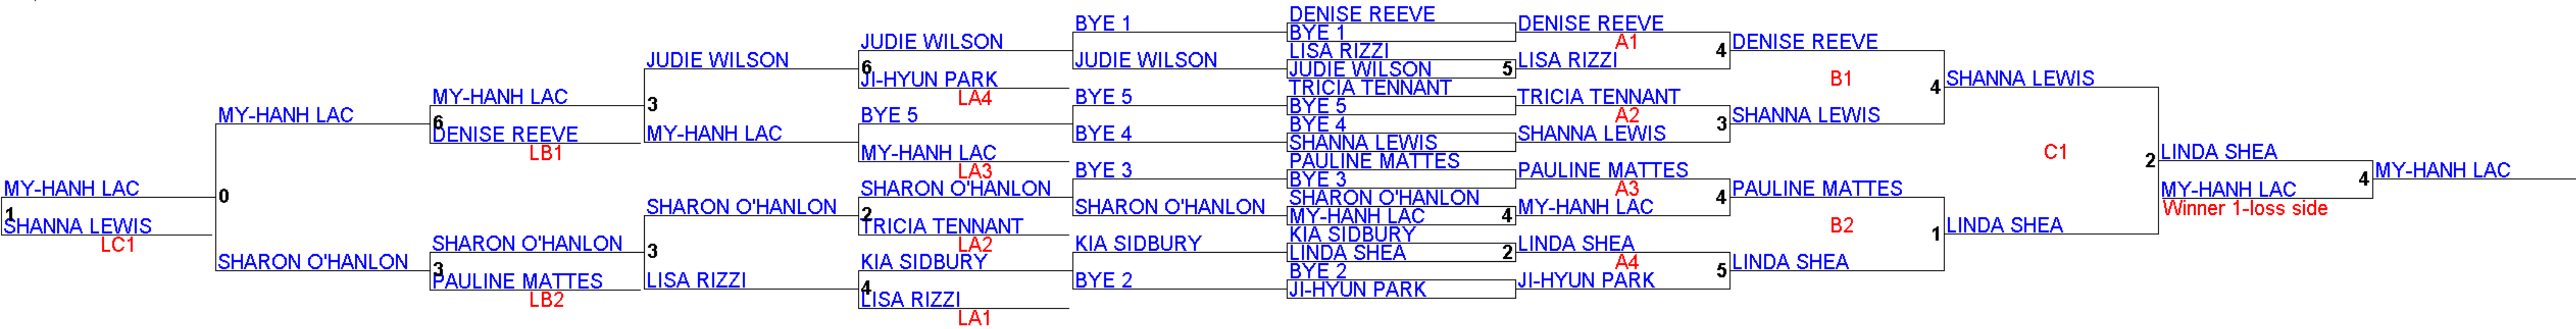 DENISE REEVE
BYE 1
BYE 1 DENISE REEVE
JUDIE WILSON BYE 1 A1
JUDIE WILSON 4 DENISE REEVE
LISA RIZZI
6
JUDIE WILSON JUDIE WILSON 5 LISA RIZZI
JI-HYUN PARK B1 4 SHANNA LEWIS
TRICIA TENNANT
MY-HANH LAC LA4 BYE 5 TRICIA TENNANT
3 BYE 5
MY-HANH LAC BYE 5 A2 SHANNA LEWIS
6 BYE 4 3
DENISE REEVE MY-HANH LAC BYE 4 SHANNA LEWIS
SHANNA LEWIS
LB1 MY-HANH LAC C1 2 LINDA SHEA
PAULINE MATTES
LA3 BYE 3 PAULINE MATTES MY-HANH LAC
BYE 3 4
MY-HANH LAC SHARON O'HANLON A3 PAULINE MATTES MY-HANH LAC
0 4
SHARON O'HANLON
SHARON O'HANLON SHARON O'HANLON MY-HANH LAC Winner 1-loss side
1 2 MY-HANH LAC 4
SHANNA LEWIS TRICIA TENNANT B2 1 LINDA SHEA
KIA SIDBURY
LC1 SHARON O'HANLON 3 LA2 KIA SIDBURY LINDA SHEA
LINDA SHEA 2
SHARON O'HANLON KIA SIDBURY A4 LINDA SHEA
3 BYE 2 5
PAULINE MATTES LISA RIZZI 4 BYE 2 JI-HYUN PARK
JI-HYUN PARK
LB2 LISA RIZZI
LA1